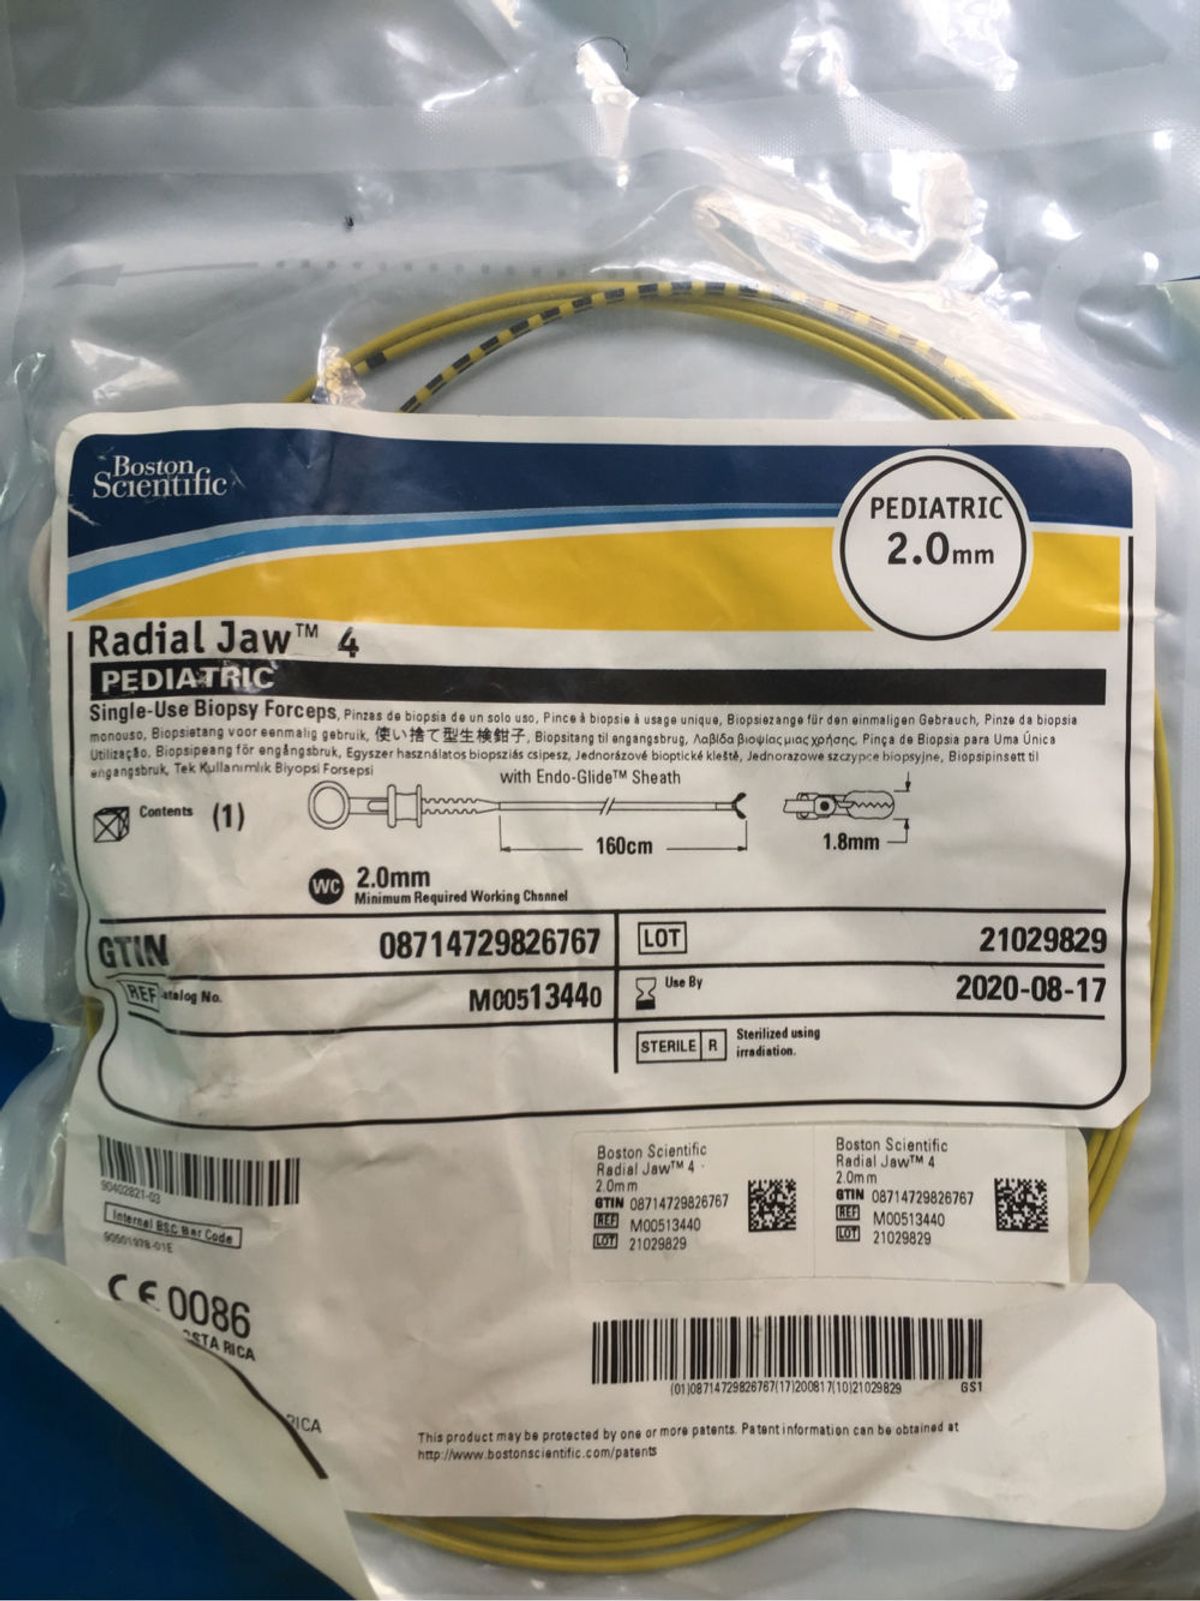 Boston
Scientific
PEDIATRIC
2.0mm
Radial Jaw™ 4
PEDIATRIC
Single-Use Biopsy Forceps, Pinzas de biopsia de un solo uso, Pince à biopsie à usage unique, Biopsiezange für den einmaligen Gebrauch, Pinze da biopsia
monouso, Biopsietang voor eenmalig gebruik, 使い捨て型生検鉗子, Biopsitang til engangsbrug, Λαβίδα βιοψίας μιας χρήσης, Pinça de Biopsia para Uma Única
Utilização, Biopsipeang för engångsbruk, Egyszer használatos biopsziás csipesz, Jednorázové bioptické kleště, Jednorazowe szczypce biopsyjne, Biopsipinsett til
engangsbruk, Tek Kullanımlık Biyopsi Forsepsi
with Endo-Glide™ Sheath
Contents (1)
160cm
1.8mm
WC 2.0mm
Minimum Required Working Channel
GTIN 08714729826767
LOT 21029829
REF atalog No. M00513440
Use By 2020-08-17
STERILE R Sterilized using
irradiation.
90402821-03
Internal BSC Bar Code
90501978-01E
CE 0086
STA RICA
RICA
Boston Scientific
Radial Jaw™ 4
2.0mm
GTIN 08714729826767
REF M00513440
LOT 21029829
Boston Scientific
Radial Jaw™ 4
2.0mm
GTIN 08714729826767
REF M00513440
LOT 21029829
(01)08714729826767(17)200817(10)21029829 GS1
This product may be protected by one or more patents. Patent information can be obtained at
http://www.bostonscientific.com/patents